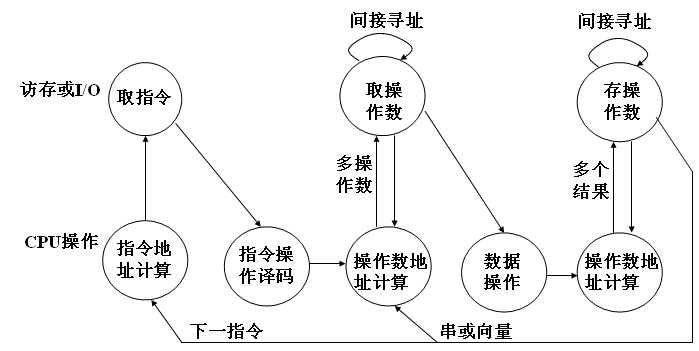 间接寻址
间接寻址
访存或I/O
取指令
取操
作数
存操
作数
多操
作数
多个
结果
CPU操作
指令地
址计算
指令操
作译码
操作数地
址计算
数据
操作
操作数地
址计算
下一指令
串或向量